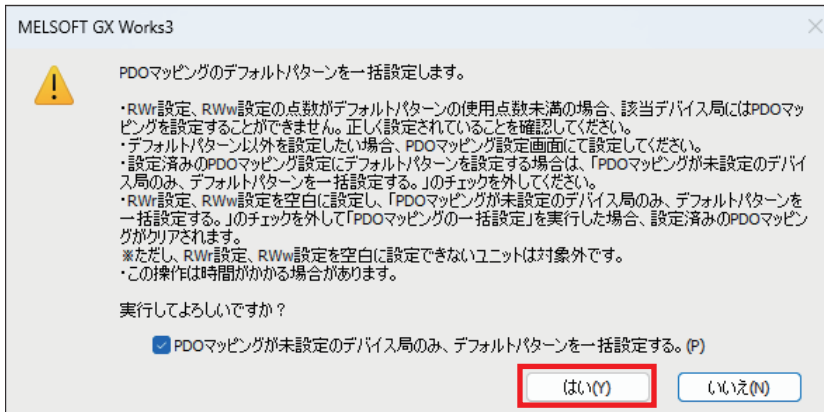 MELSOFT GX Works3
PDOマッピングのデフォルトパターンを一括設定します。
・RWr設定、RWw設定の点数がデフォルトパターンの使用点数未満の場合、該当デバイス局にはPDOマッ
ピングを設定することができません。正しく設定されていることを確認してください。
・デフォルトパターン以外を設定したい場合、PDOマッピング設定画面にて設定してください。
・設定済みのPDOマッピング設定にデフォルトパターンを設定する場合は、「PDOマッピングが未設定のデバイ
ス局のみ、デフォルトパターンを一括設定する。」のチェックを外してください。
・RWr設定、RWw設定を空白に設定し、「PDOマッピングが未設定のデバイス局のみ、デフォルトパターンを
一括設定する。」のチェックを外して「PDOマッピングの一括設定」を実行した場合、設定済みのPDOマッピン
グがクリアされます。
※ただし、RWr設定、RWw設定を空白に設定できないユニットは対象外です。
・この操作は時間がかかる場合があります。
実行してよろしいですか？
PDOマッピングが未設定のデバイス局のみ、デフォルトパターンを一括設定する。(P)
はい(Y)
いいえ(N)